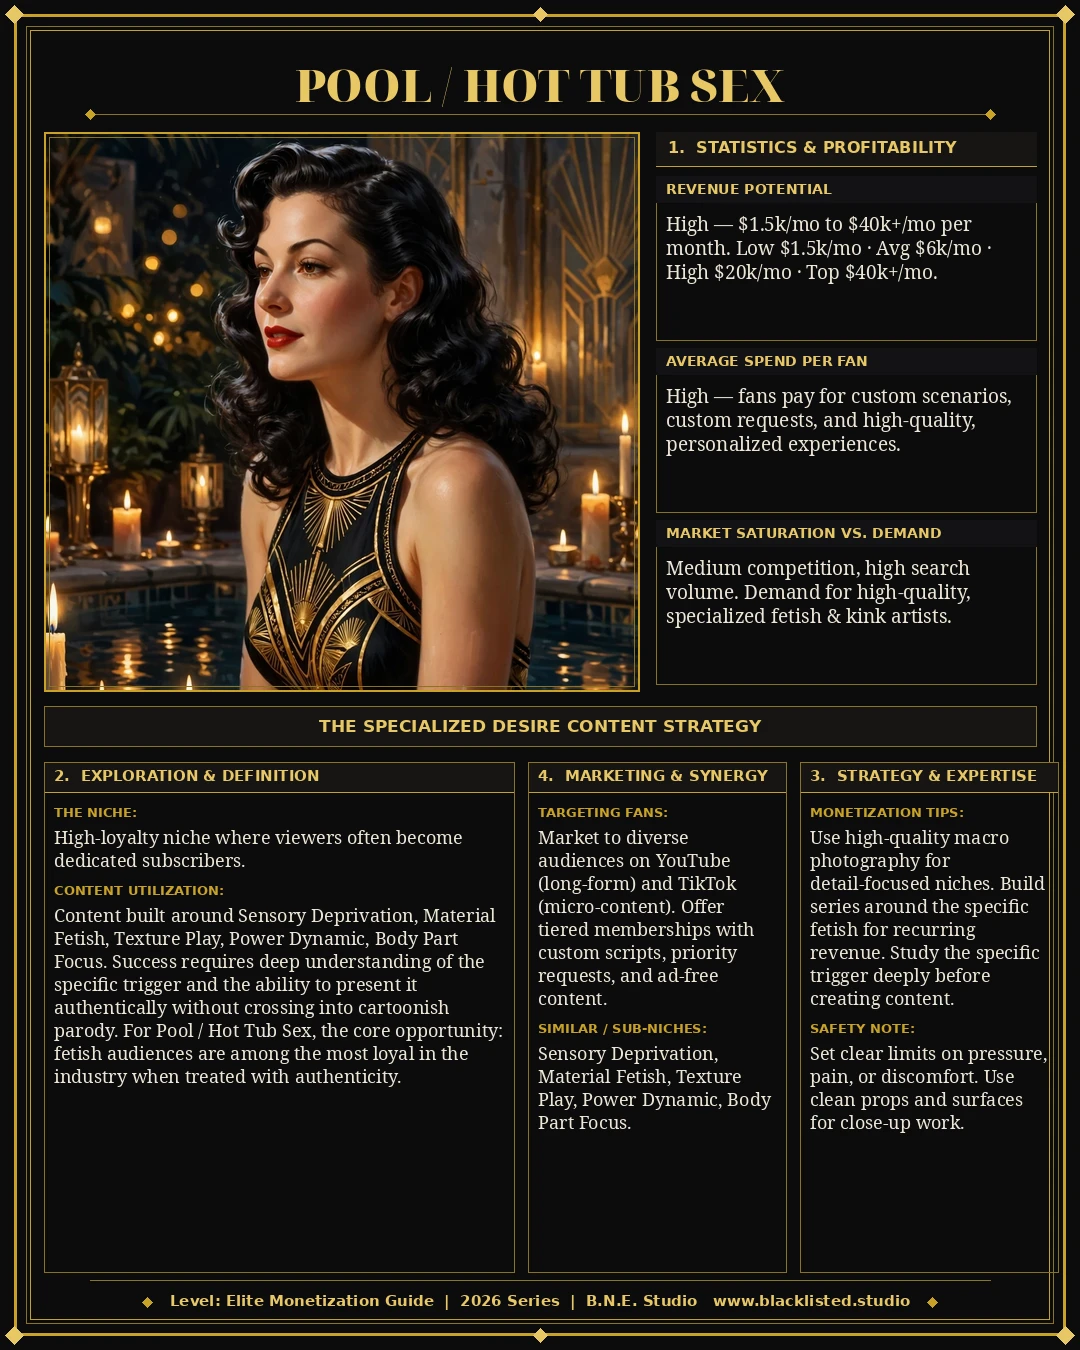 POOL / HOT TUB SEX
1. STATISTICS & PROFITABILITY
REVENUE POTENTIAL
High — $1.5k/mo to $40k+/mo per
month. Low $1.5k/mo · Avg $6k/mo ·
High $20k/mo · Top $40k+/mo.
AVERAGE SPEND PER FAN
High — fans pay for custom scenarios,
custom requests, and high-quality,
personalized experiences.
MARKET SATURATION VS. DEMAND
Medium competition, high search
volume. Demand for high-quality,
specialized fetish & kink artists.
THE SPECIALIZED DESIRE CONTENT STRATEGY
2. EXPLORATION & DEFINITION
THE NICHE:
High-loyalty niche where viewers often become
dedicated subscribers.
CONTENT UTILIZATION:
Content built around Sensory Deprivation, Material
Fetish, Texture Play, Power Dynamic, Body Part
Focus. Success requires deep understanding of the
specific trigger and the ability to present it
authentically without crossing into cartoonish
parody. For Pool / Hot Tub Sex, the core opportunity:
fetish audiences are among the most loyal in the
industry when treated with authenticity.
4. MARKETING & SYNERGY
TARGETING FANS:
Market to diverse
audiences on YouTube
(long-form) and TikTok
(micro-content). Offer
tiered memberships with
custom scripts, priority
requests, and ad-free
content.
SIMILAR / SUB-NICHES:
Sensory Deprivation,
Material Fetish, Texture
Play, Power Dynamic, Body
Part Focus.
3. STRATEGY & EXPERTISE
MONETIZATION TIPS:
Use high-quality macro
photography for
detail-focused niches. Build
series around the specific
fetish for recurring
revenue. Study the specific
trigger deeply before
creating content.
SAFETY NOTE:
Set clear limits on pressure,
pain, or discomfort. Use
clean props and surfaces
for close-up work.
Level: Elite Monetization Guide | 2026 Series | B.N.E. Studio www.blacklisted.studio